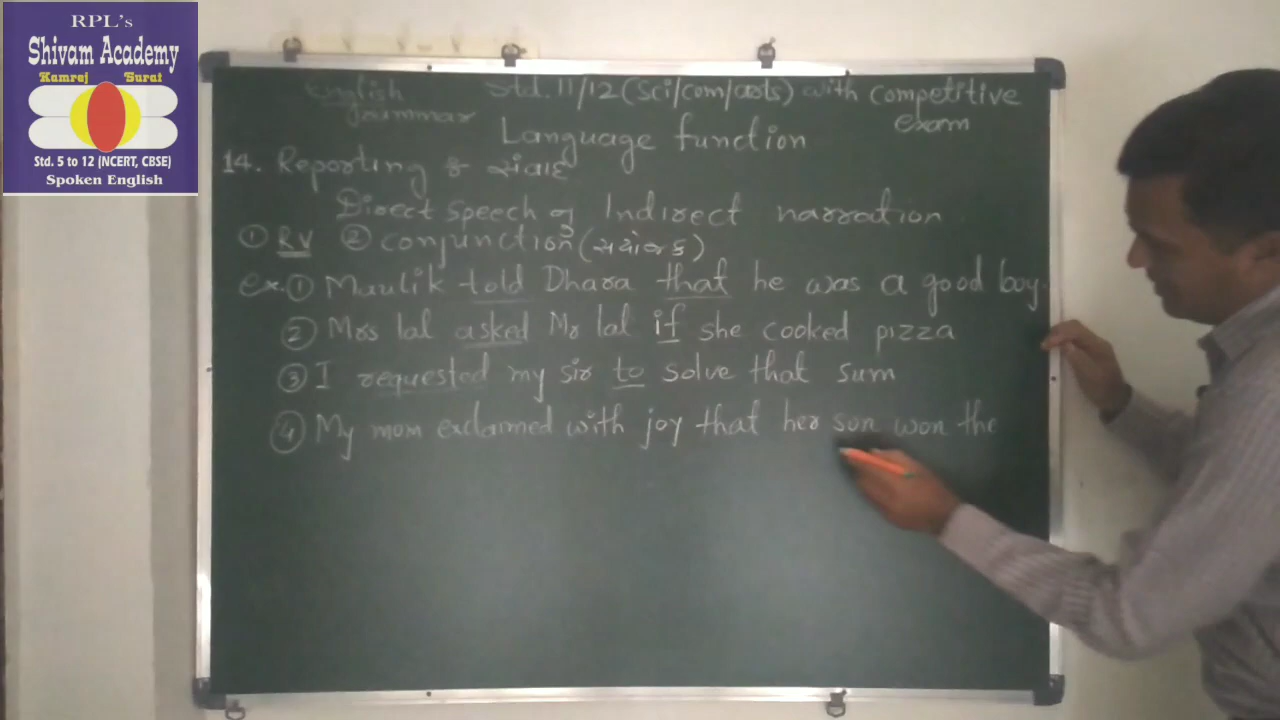 RPL's
Shivam Academy
Kamrej Surat
Std. 5 to 12 (NCERT, CBSE)
Spoken English
English Std. 11/12 (Sci/com/arts) with competitive
Grammar exam
Language function
14. Reporting & સંવાદ
Direct speech of Indirect narration
① RV ② conjunction (સંયોજક)
ex. ① Maulik told Dhara that he was a good boy.
② Mrs lal asked Mr lal if she cooked pizza
③ I requested my sir to solve that sum
④ My mom exclaimed with joy that her son won the